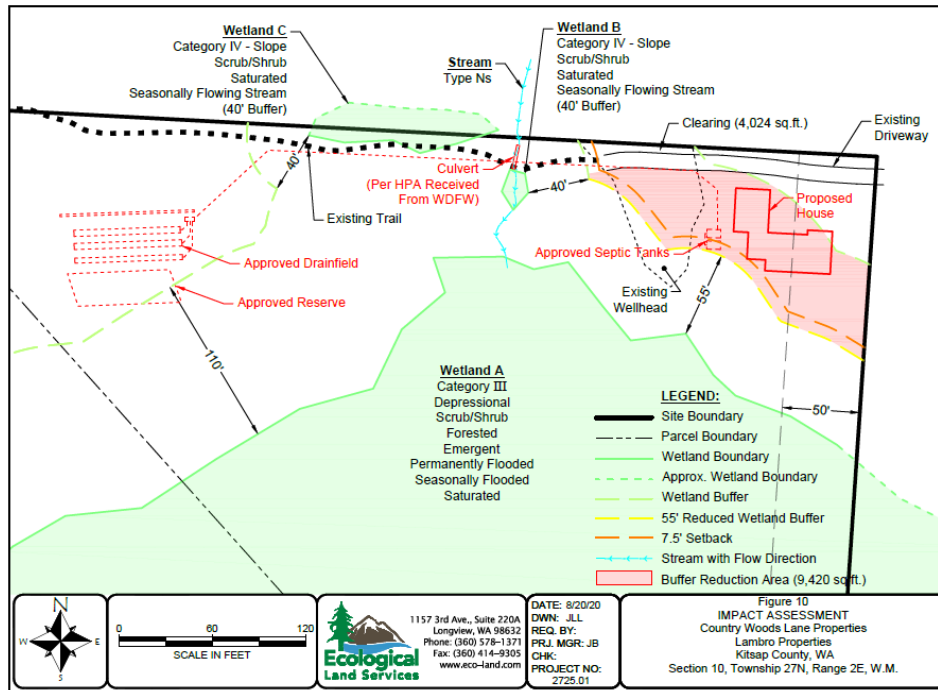 Wetland C
Category IV - Slope
Scrub/Shrub
Saturated
Seasonally Flowing Stream
(40' Buffer)
Stream
Type Ns
Wetland B
Category IV - Slope
Scrub/Shrub
Saturated
Seasonally Flowing Stream
(40' Buffer)
Clearing (4,024 sq.ft.)
Existing
Driveway
40'
Existing Trail
Culvert
(Per HPA Received
From WDFW)
40'
Proposed
House
Approved Drainfield
Approved Septic Tanks
Approved Reserve
Existing
Wellhead
55'
110'
50'
Wetland A
Category III
Depressional
Scrub/Shrub
Forested
Emergent
Permanently Flooded
Seasonally Flooded
Saturated
LEGEND:
Site Boundary
Parcel Boundary
Wetland Boundary
Approx. Wetland Boundary
Wetland Buffer
55' Reduced Wetland Buffer
7.5' Setback
Stream with Flow Direction
Buffer Reduction Area (9,420 sq.ft.)
N
W
E
S
0 60 120
SCALE IN FEET
Ecological
Land Services
1157 3rd Ave., Suite 220A
Longview, WA 98632
Phone: (360) 578-1371
Fax: (360) 414-9305
www.eco-land.com
DATE: 8/20/20
DWN: JLL
REQ. BY:
PRJ. MGR: JB
CHK:
PROJECT NO:
2725.01
Figure 10
IMPACT ASSESSMENT
Country Woods Lane Properties
Lambro Properties
Kitsap County, WA
Section 10, Township 27N, Range 2E, W.M.